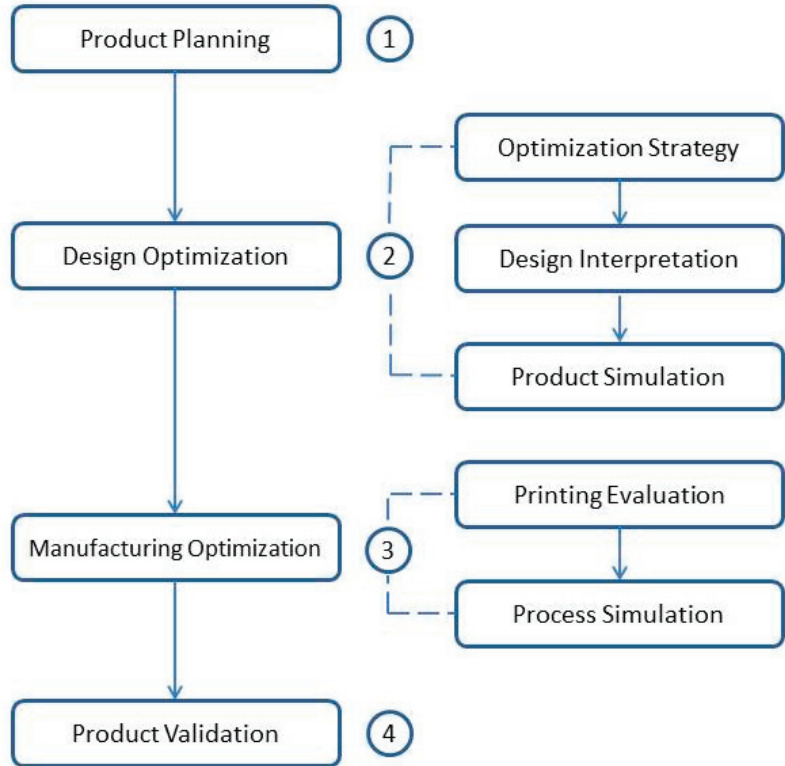 Product Planning
1
Optimization Strategy
Design Optimization
2
Design Interpretation
Product Simulation
Printing Evaluation
Manufacturing Optimization
3
Process Simulation
Product Validation
4